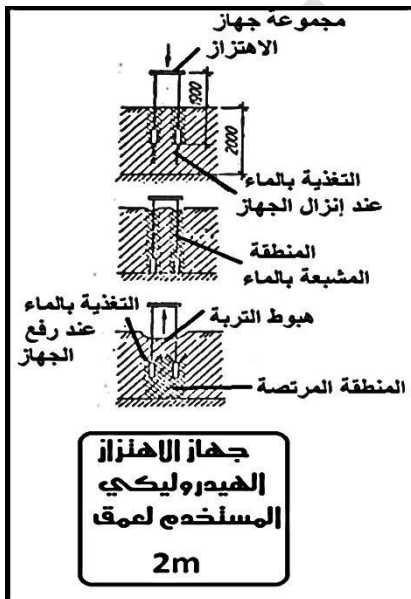 مجموعة جهاز
الاهتزاز
1900
2000
التغذية بالماء
عند إنزال الجهاز
المنطقة
المشبعة بالماء
التغذية بالماء
عند رفع
الجهاز
هبوط التربة
المنطقة المرتصة
جهاز الاهتزاز
الهيدروليكي
المستخدم لعمق
2m